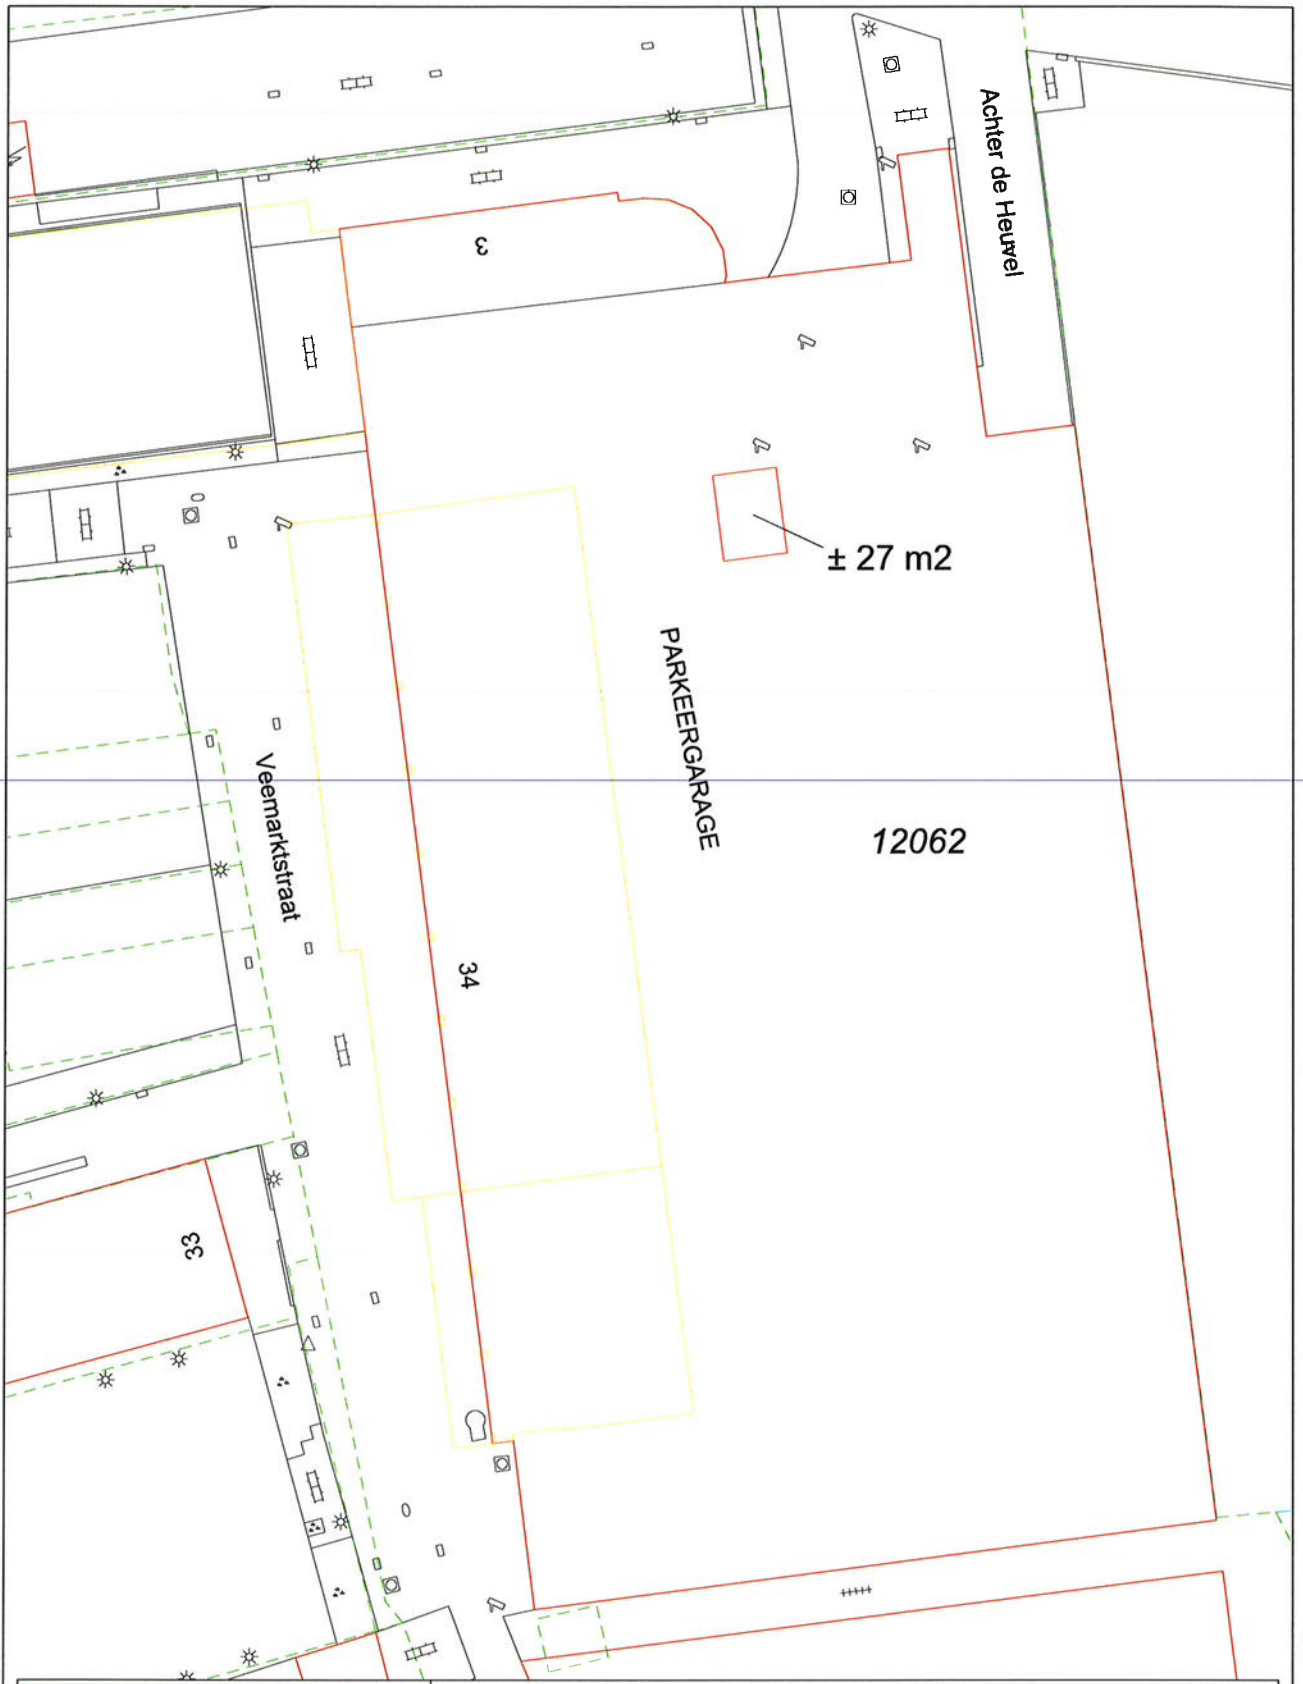 Achter de Heuvel
3
± 27 m2
PARKEERGARAGE
Veemarktstraat
12062
34
33